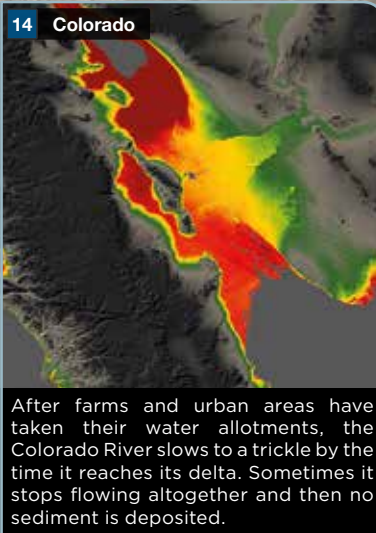 14 Colorado
After farms and urban areas have
taken their water allotments, the
Colorado River slows to a trickle by the
time it reaches its delta. Sometimes it
stops flowing altogether and then no
sediment is deposited.